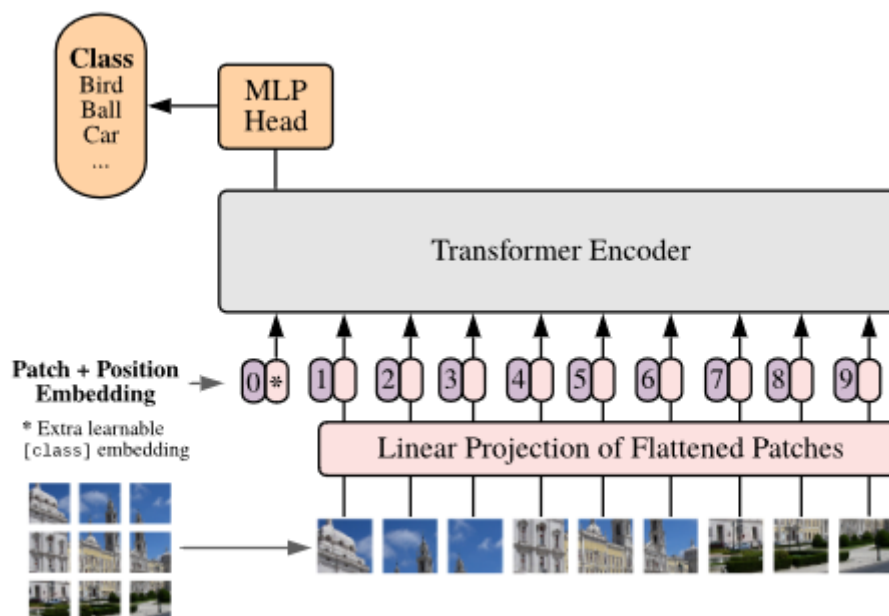 Class
Bird
Ball
Car
...
MLP
Head
Transformer Encoder
Patch + Position
Embedding
0 * 1 2 3 4 5 6 7 8 9
* Extra learnable
[class] embedding
Linear Projection of Flattened Patches